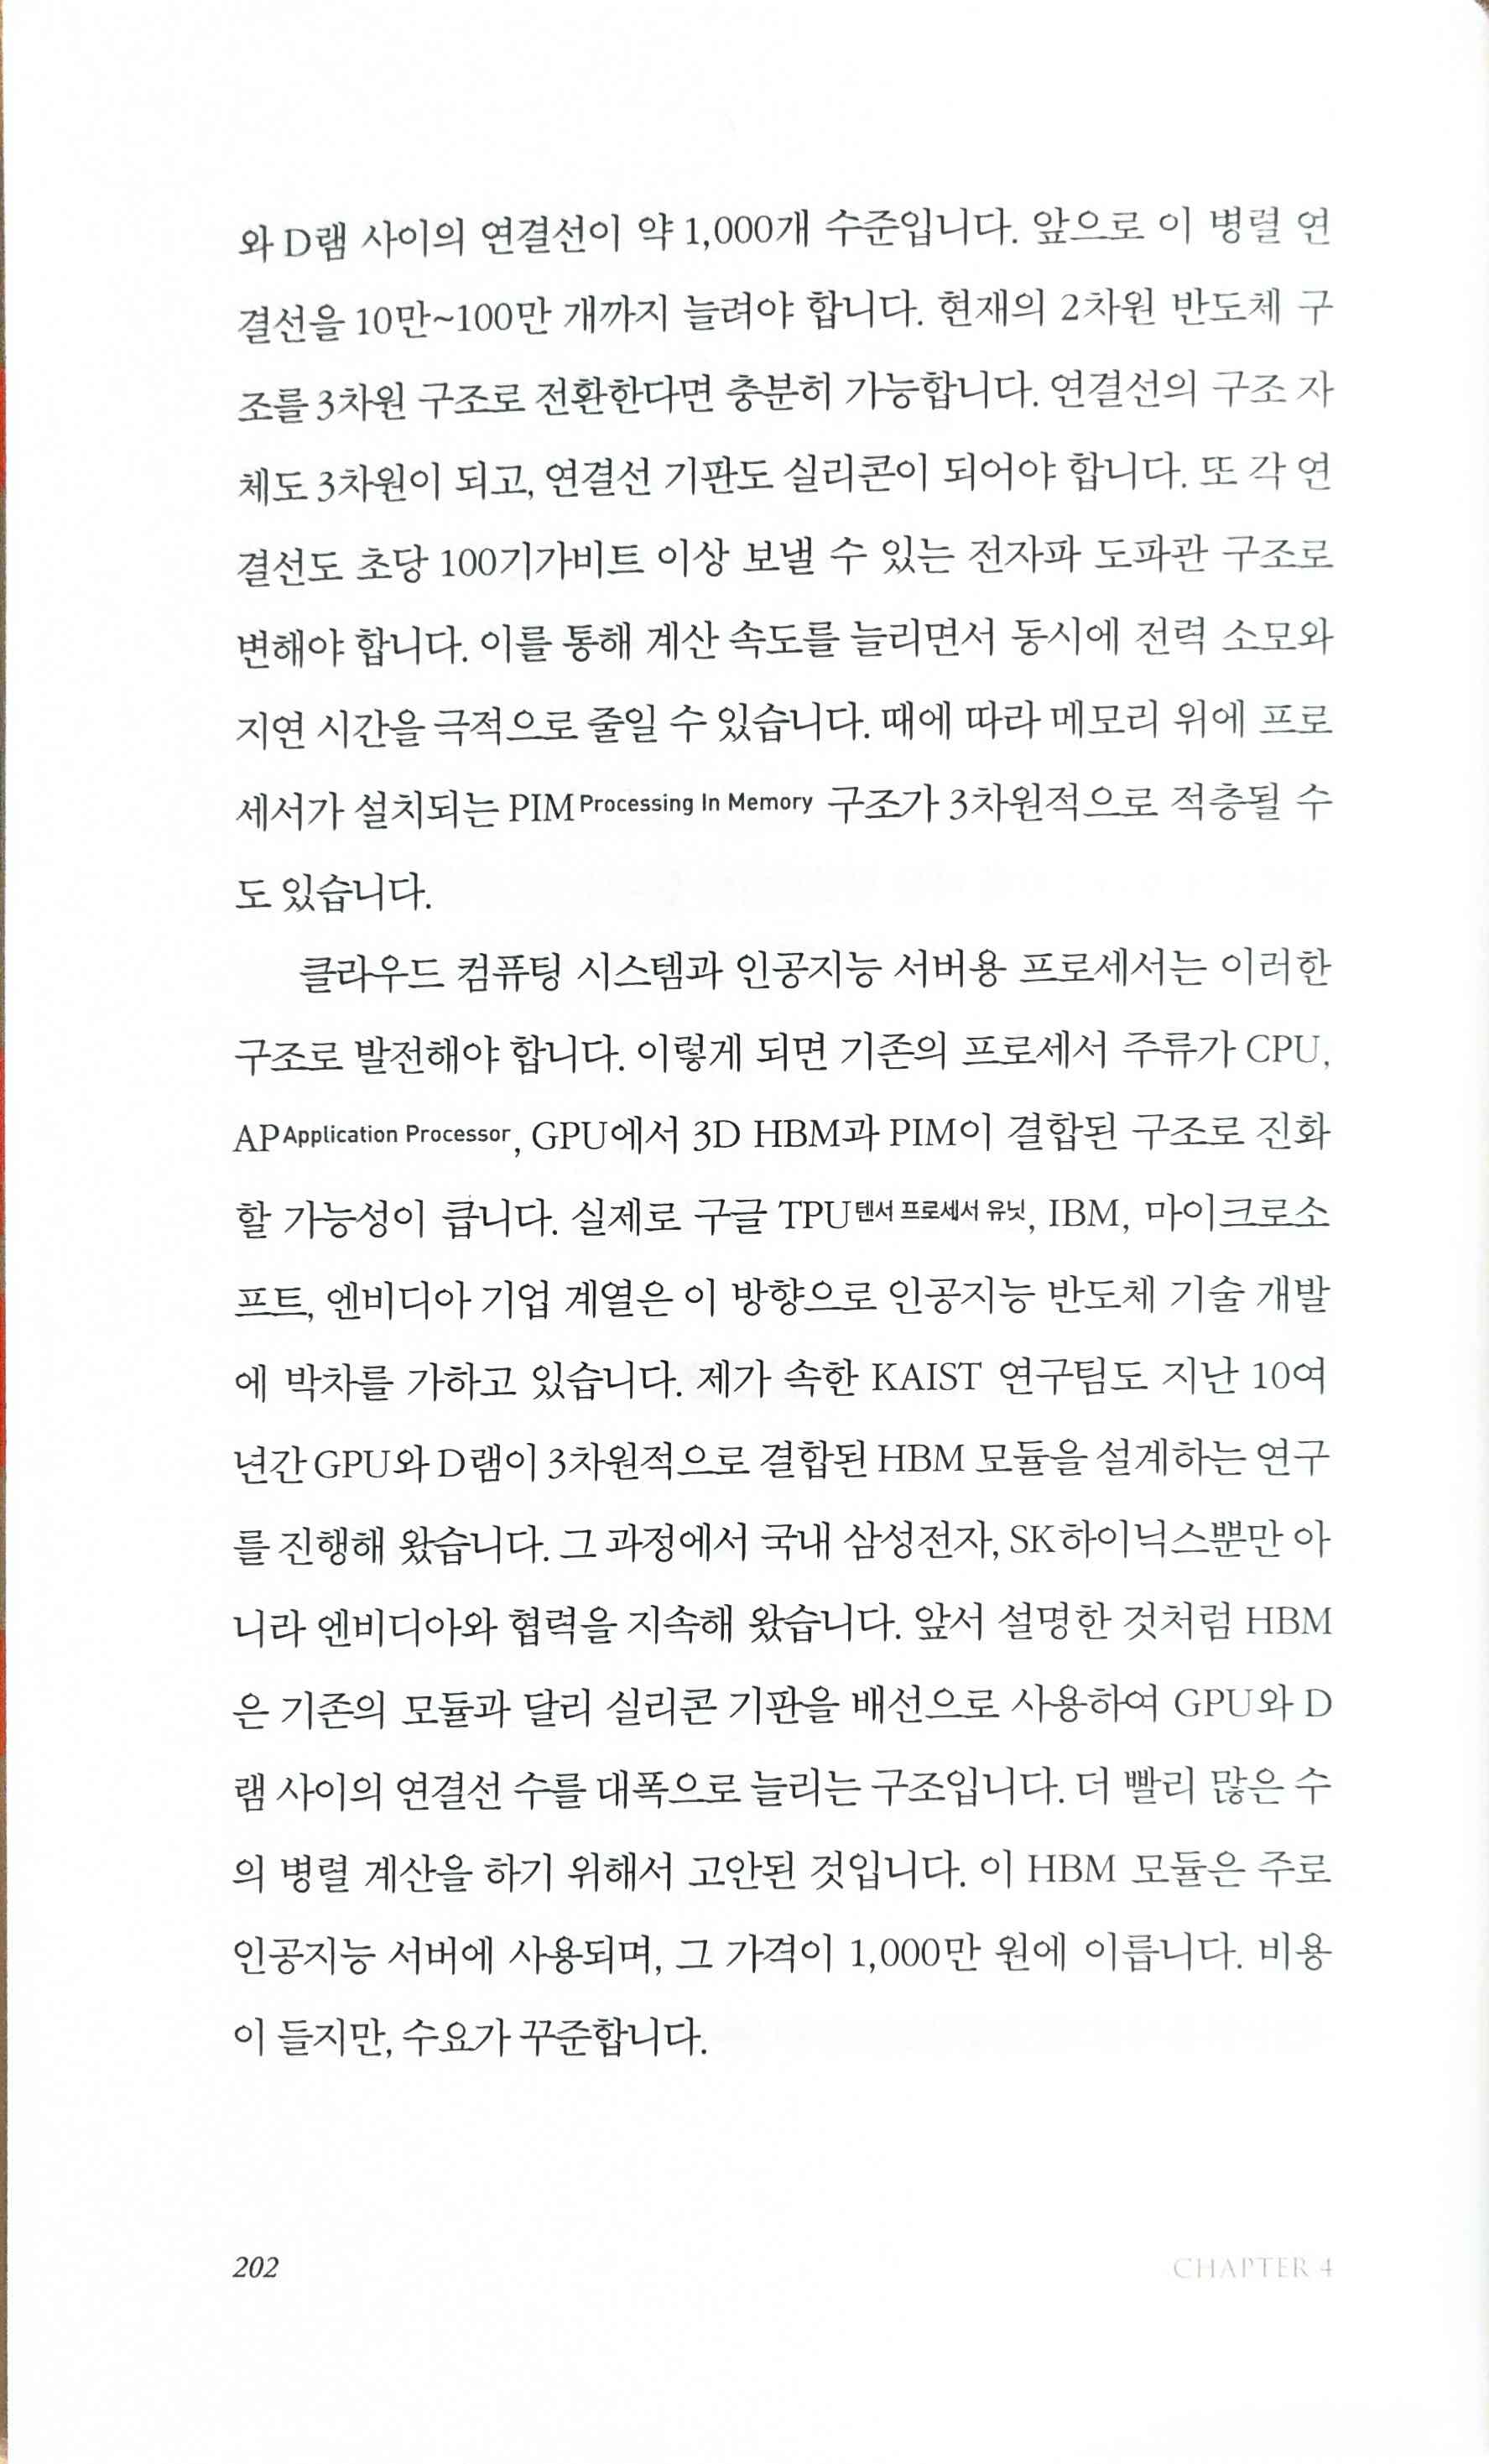 와 D램 사이의 연결선이 약 1,000개 수준입니다. 앞으로 이 병렬 연
결선을 10만~100만 개까지 늘려야 합니다. 현재의 2차원 반도체 구
조를 3차원 구조로 전환한다면 충분히 가능합니다. 연결선의 구조 자
체도 3차원이 되고, 연결선 기판도 실리콘이 되어야 합니다. 또 각 연
결선도 초당 100기가비트 이상 보낼 수 있는 전자파 도파관 구조로
변해야 합니다. 이를 통해 계산 속도를 늘리면서 동시에 전력 소모와
지연 시간을 극적으로 줄일 수 있습니다. 때에 따라 메모리 위에 프로
세서가 설치되는 PIM Processing In Memory 구조가 3차원적으로 적층될 수
도 있습니다.
클라우드 컴퓨팅 시스템과 인공지능 서버용 프로세서는 이러한
구조로 발전해야 합니다. 이렇게 되면 기존의 프로세서 주류가 CPU,
AP Application Processor, GPU에서 3D HBM과 PIM이 결합된 구조로 진화
할 가능성이 큽니다. 실제로 구글 TPU텐서 프로세서 유닛, IBM, 마이크로소
프트, 엔비디아 기업 계열은 이 방향으로 인공지능 반도체 기술 개발
에 박차를 가하고 있습니다. 제가 속한 KAIST 연구팀도 지난 10여
년간 GPU와 D램이 3차원적으로 결합된 HBM 모듈을 설계하는 연구
를 진행해 왔습니다. 그 과정에서 국내 삼성전자, SK하이닉스뿐만 아
니라 엔비디아와 협력을 지속해 왔습니다. 앞서 설명한 것처럼 HBM
은 기존의 모듈과 달리 실리콘 기판을 배선으로 사용하여 GPU와 D
램 사이의 연결선 수를 대폭으로 늘리는 구조입니다. 더 빨리 많은 수
의 병렬 계산을 하기 위해서 고안된 것입니다. 이 HBM 모듈은 주로
인공지능 서버에 사용되며, 그 가격이 1,000만 원에 이릅니다. 비용
이 들지만, 수요가 꾸준합니다.
202
CHAPTER 4